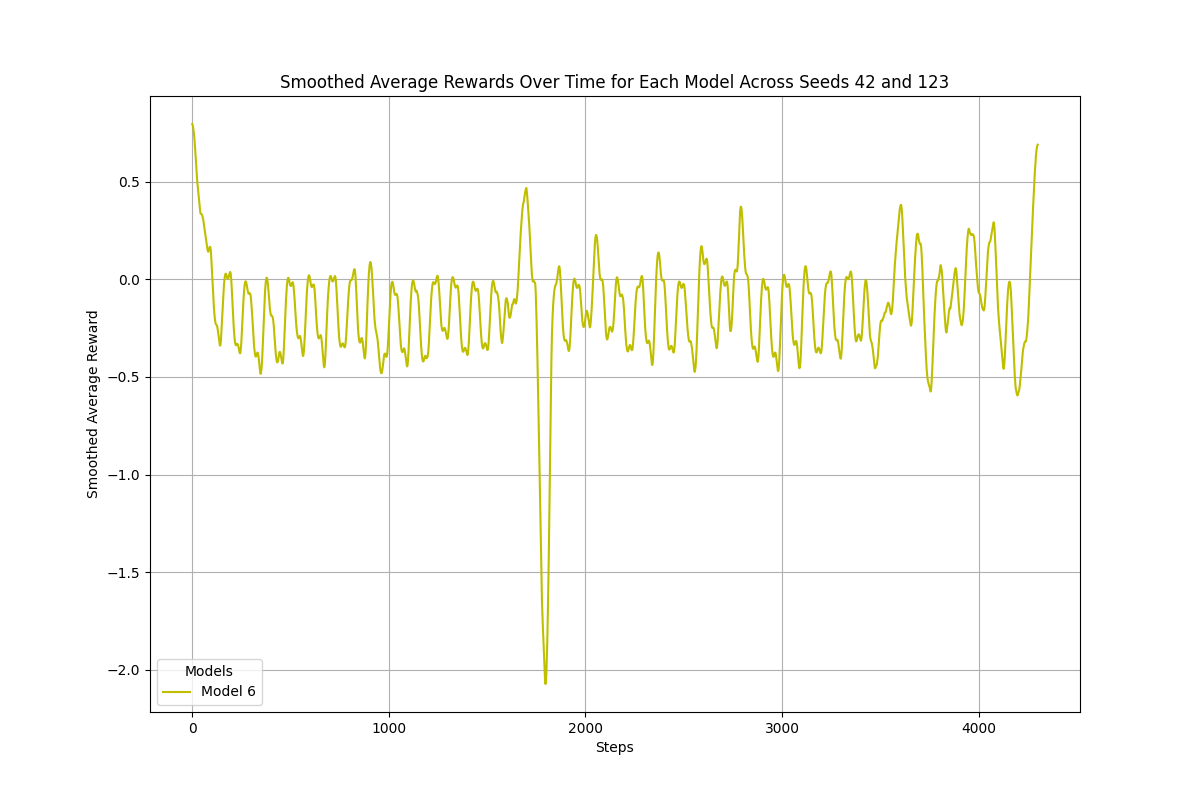 Smoothed Average Rewards Over Time for Each Model Across Seeds 42 and 123
Smoothed Average Reward
0.5
0.0
−0.5
−1.0
−1.5
−2.0
Models
Model 6
0
1000
2000
3000
4000
Steps